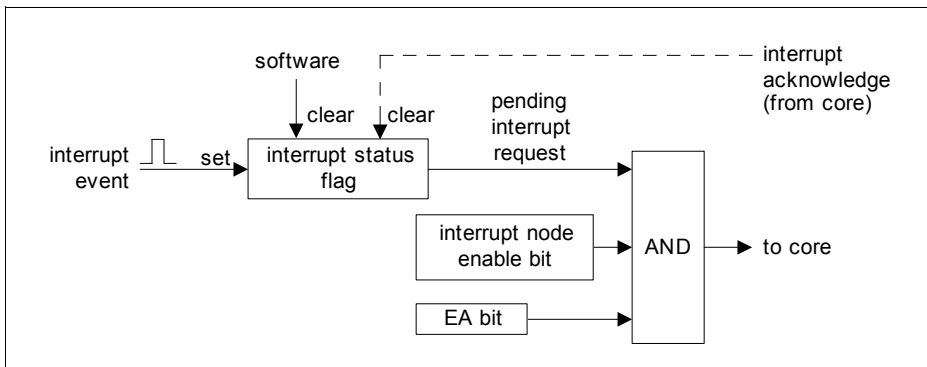 software
interrupt
acknowledge
(from core)
clear
clear
pending
interrupt
request
interrupt
event
set
interrupt status
flag
interrupt node
enable bit
AND
to core
EA bit